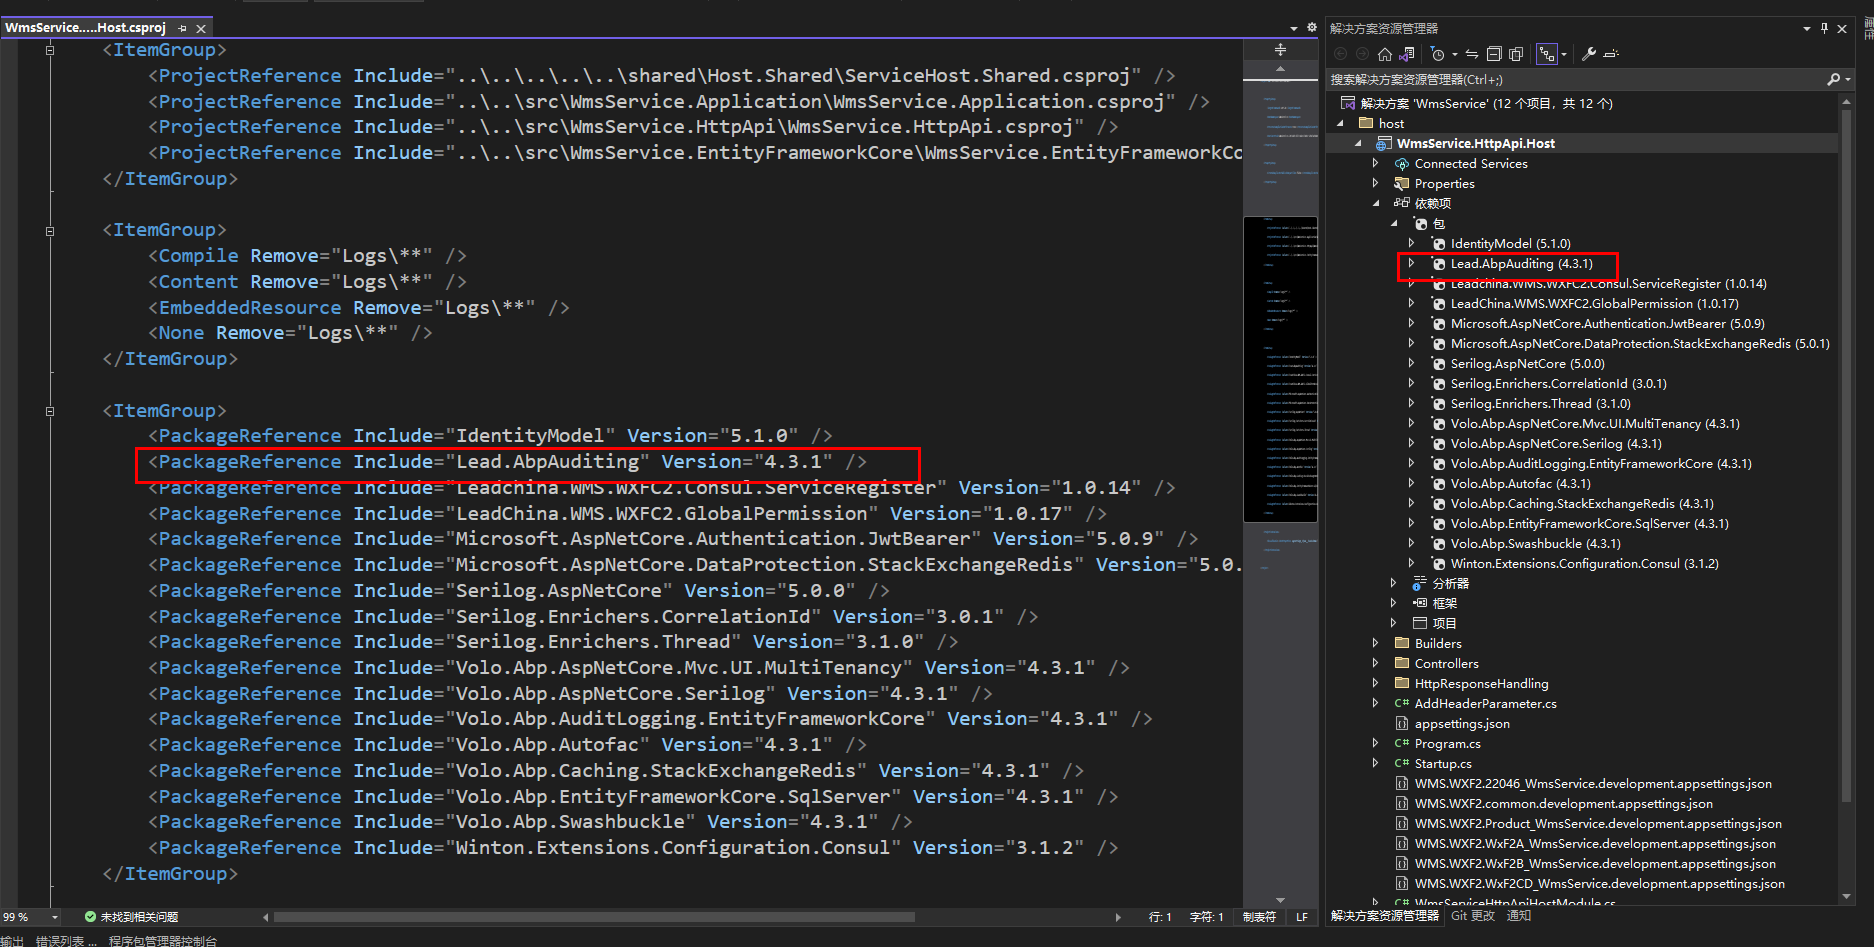 WmsService.....Host.csproj
<ItemGroup>
<ProjectReference Include="..\..\..\..\..\shared\Host.Shared\ServiceHost.Shared.csproj" />
<ProjectReference Include="..\..\src\WmsService.Application\WmsService.Application.csproj" />
<ProjectReference Include="..\..\src\WmsService.HttpApi\WmsService.HttpApi.csproj" />
<ProjectReference Include="..\..\src\WmsService.EntityFrameworkCore\WmsService.EntityFrameworkCo
</ItemGroup>
<ItemGroup>
<Compile Remove="Logs\**" />
<Content Remove="Logs\**" />
<EmbeddedResource Remove="Logs\**" />
<None Remove="Logs\**" />
</ItemGroup>
<ItemGroup>
<PackageReference Include="IdentityModel" Version="5.1.0" />
<PackageReference Include="Lead.AbpAuditing" Version="4.3.1" />
<PackageReference Include="Leadchina.WMS.WXFC2.Consul.ServiceRegister" Version="1.0.14" />
<PackageReference Include="LeadChina.WMS.WXFC2.GlobalPermission" Version="1.0.17" />
<PackageReference Include="Microsoft.AspNetCore.Authentication.JwtBearer" Version="5.0.9" />
<PackageReference Include="Microsoft.AspNetCore.DataProtection.StackExchangeRedis" Version="5.0.
<PackageReference Include="Serilog.AspNetCore" Version="5.0.0" />
<PackageReference Include="Serilog.Enrichers.CorrelationId" Version="3.0.1" />
<PackageReference Include="Serilog.Enrichers.Thread" Version="3.1.0" />
<PackageReference Include="Volo.Abp.AspNetCore.Mvc.UI.MultiTenancy" Version="4.3.1" />
<PackageReference Include="Volo.Abp.AspNetCore.Serilog" Version="4.3.1" />
<PackageReference Include="Volo.Abp.AuditLogging.EntityFrameworkCore" Version="4.3.1" />
<PackageReference Include="Volo.Abp.Autofac" Version="4.3.1" />
<PackageReference Include="Volo.Abp.Caching.StackExchangeRedis" Version="4.3.1" />
<PackageReference Include="Volo.Abp.EntityFrameworkCore.SqlServer" Version="4.3.1" />
<PackageReference Include="Volo.Abp.Swashbuckle" Version="4.3.1" />
<PackageReference Include="Winton.Extensions.Configuration.Consul" Version="3.1.2" />
</ItemGroup>
99 %
未找到相关问题
行: 1 字符: 1 制表符 LF
输出 错误列表 ... 程序包管理器控制台
解决方案资源管理器
搜索解决方案资源管理器(Ctrl+;)
解决方案 'WmsService' (12 个项目，共 12 个)
host
WmsService.HttpApi.Host
Connected Services
Properties
依赖项
包
IdentityModel (5.1.0)
Lead.AbpAuditing (4.3.1)
Leadchina.WMS.WXFC2.Consul.ServiceRegister (1.0.14)
LeadChina.WMS.WXFC2.GlobalPermission (1.0.17)
Microsoft.AspNetCore.Authentication.JwtBearer (5.0.9)
Microsoft.AspNetCore.DataProtection.StackExchangeRedis (5.0.1)
Serilog.AspNetCore (5.0.0)
Serilog.Enrichers.CorrelationId (3.0.1)
Serilog.Enrichers.Thread (3.1.0)
Volo.Abp.AspNetCore.Mvc.UI.MultiTenancy (4.3.1)
Volo.Abp.AspNetCore.Serilog (4.3.1)
Volo.Abp.AuditLogging.EntityFrameworkCore (4.3.1)
Volo.Abp.Autofac (4.3.1)
Volo.Abp.Caching.StackExchangeRedis (4.3.1)
Volo.Abp.EntityFrameworkCore.SqlServer (4.3.1)
Volo.Abp.Swashbuckle (4.3.1)
Winton.Extensions.Configuration.Consul (3.1.2)
分析器
框架
项目
Builders
Controllers
HttpResponseHandling
C# AddHeaderParameter.cs
appsettings.json
C# Program.cs
C# Startup.cs
WMS.WXF2.22046_WmsService.development.appsettings.json
WMS.WXF2.common.development.appsettings.json
WMS.WXF2.Product_WmsService.development.appsettings.json
WMS.WXF2.WxF2A_WmsService.development.appsettings.json
WMS.WXF2.WxF2B_WmsService.development.appsettings.json
WMS.WXF2.WxF2CD_WmsService.development.appsettings.json
C# WmsServiceHttpApiHostModule.cs
解决方案资源管理器 Git 更改 通知